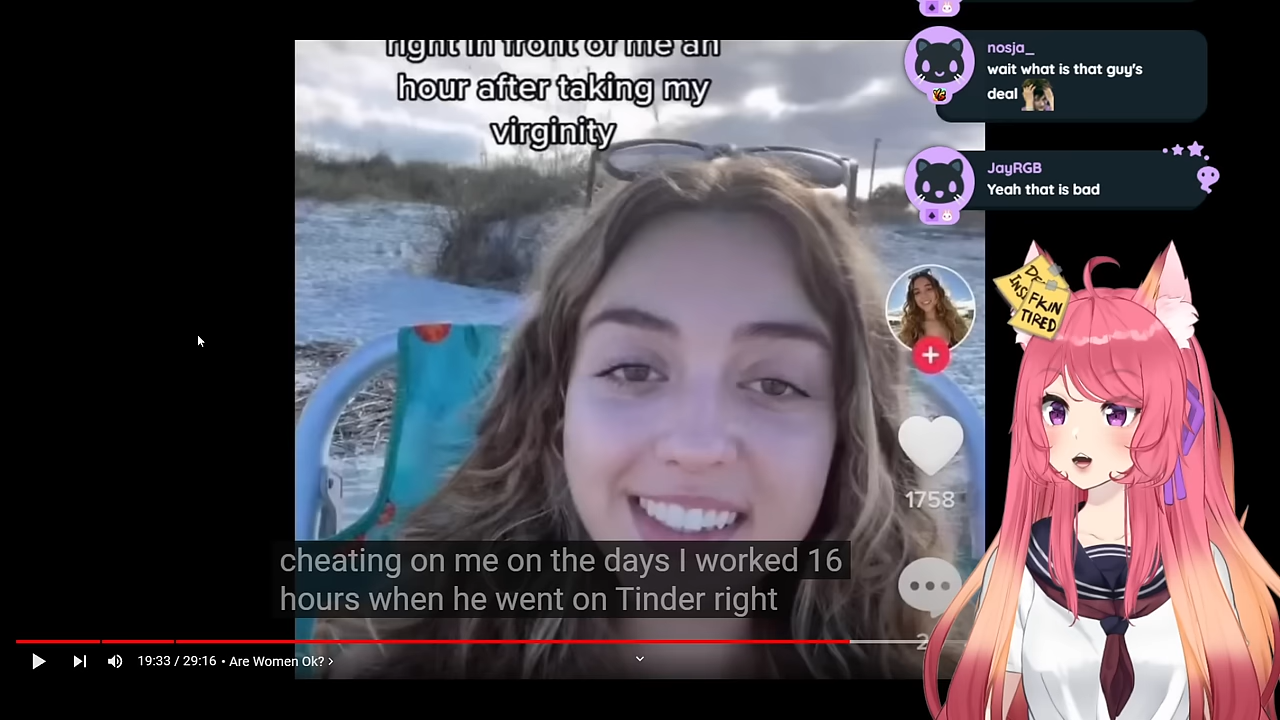 right in front of me an
hour after taking my
virginity
nosja_
wait what is that guy's
deal
JayRGB
Yeah that is bad
FKIN
TIRED
1758
cheating on me on the days I worked 16
hours when he went on Tinder right
19:33 / 29:16 • Are Women Ok? ›